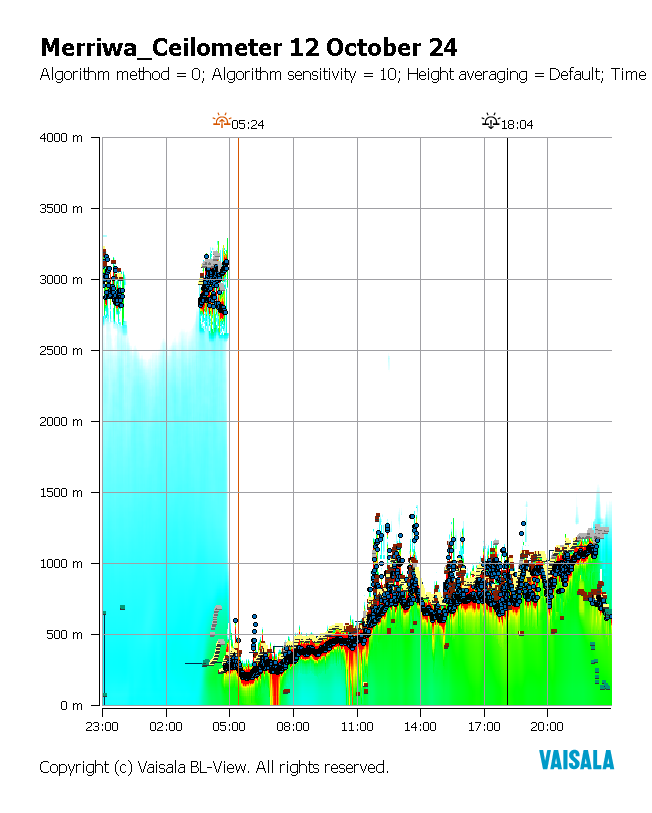 Merriwa_Ceilometer 12 October 24
Algorithm method = 0; Algorithm sensitivity = 10; Height averaging = Default; Time
05:24
18:04
4000 m
3500 m
3000 m
2500 m
2000 m
1500 m
1000 m
500 m
0 m
23:00 02:00 05:00 08:00 11:00 14:00 17:00 20:00
Copyright (c) Vaisala BL-View. All rights reserved.
VAISALA